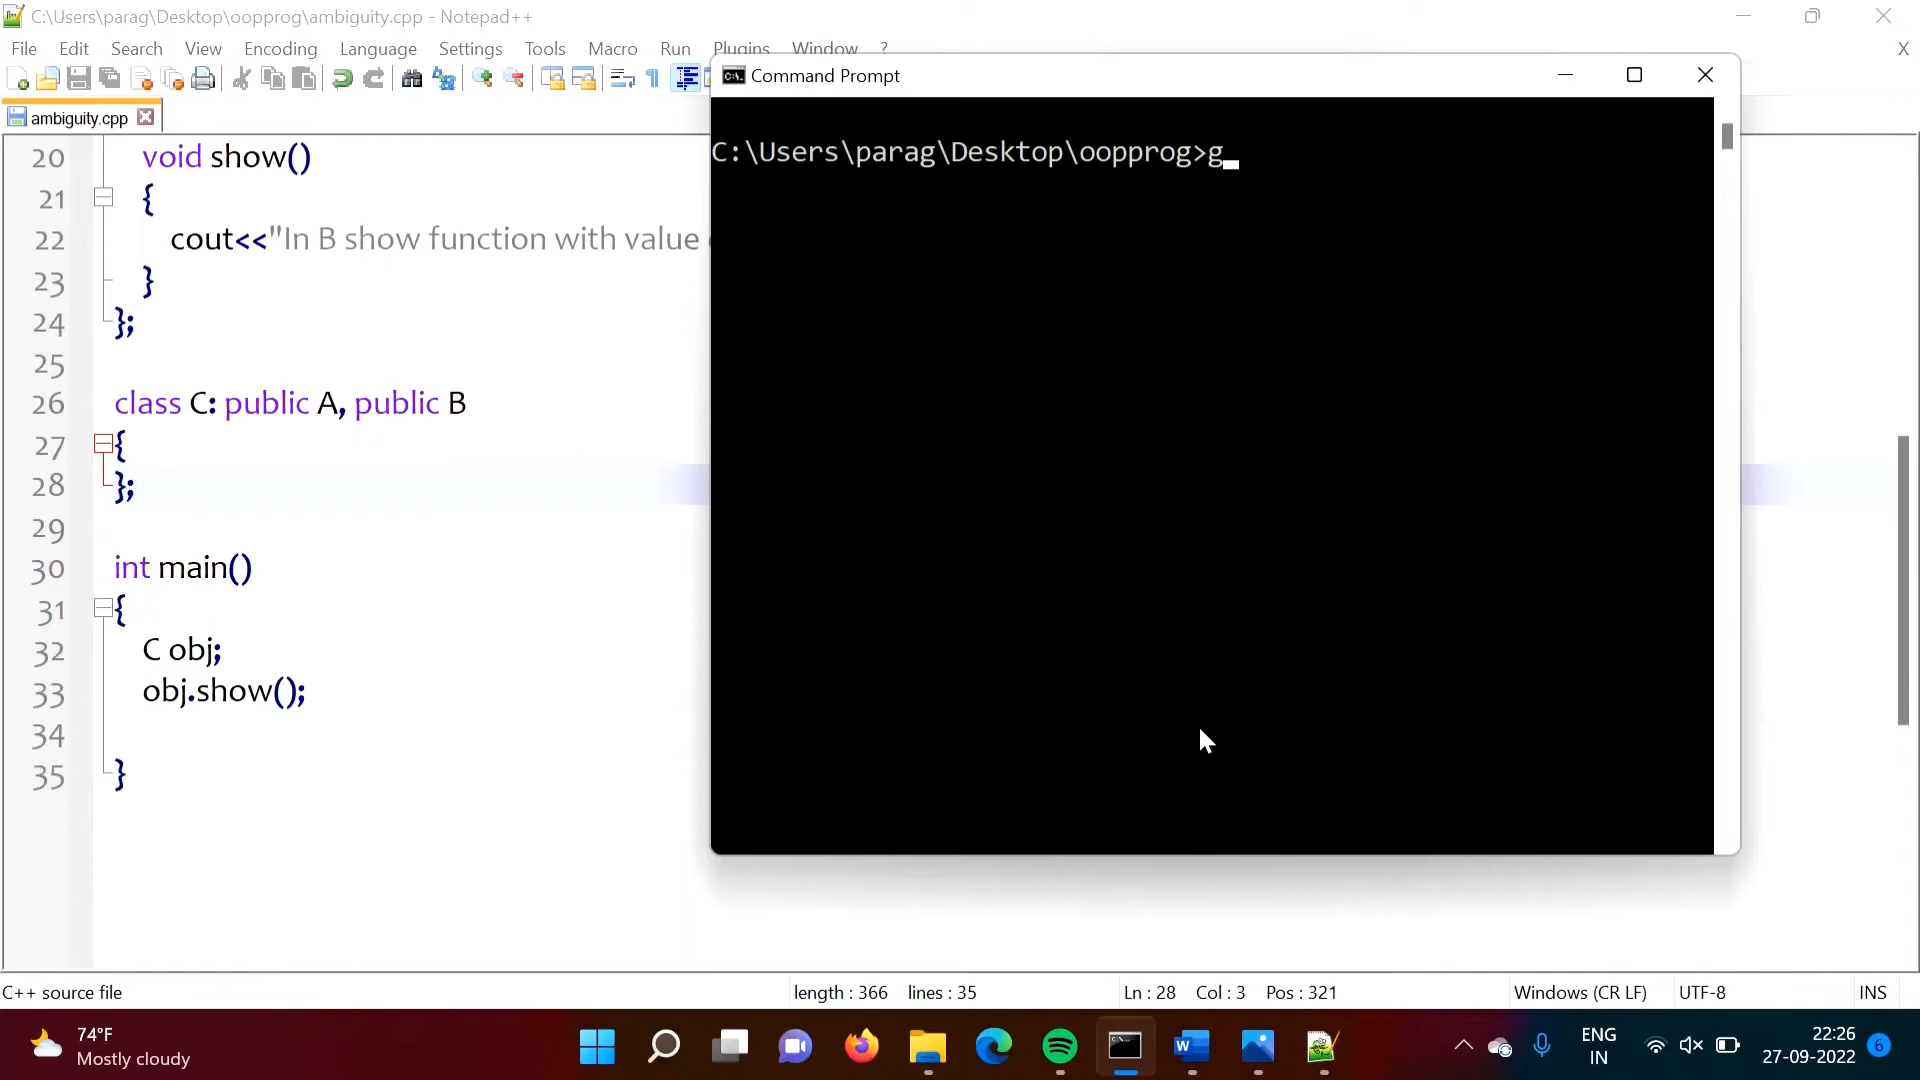 C:\Users\parag\Desktop\oopprog\ambiguity.cpp - Notepad++
File Edit Search View Encoding Language Settings Tools Macro Run Plugins Window ?
X
Command Prompt
ambiguity.cpp
C:\Users\parag\Desktop\oopprog>g
20 void show()
21 {
22 cout<<"In B show function with value
23 }
24 };
25
26 class C: public A, public B
27 {
28 };
29
30 int main()
31 {
32 C obj;
33 obj.show();
34
35 }
C++ source file length : 366 lines : 35 Ln : 28 Col : 3 Pos : 321 Windows (CR LF) UTF-8 INS
74°F
Mostly cloudy
ENG
IN
22:26
27-09-2022
6